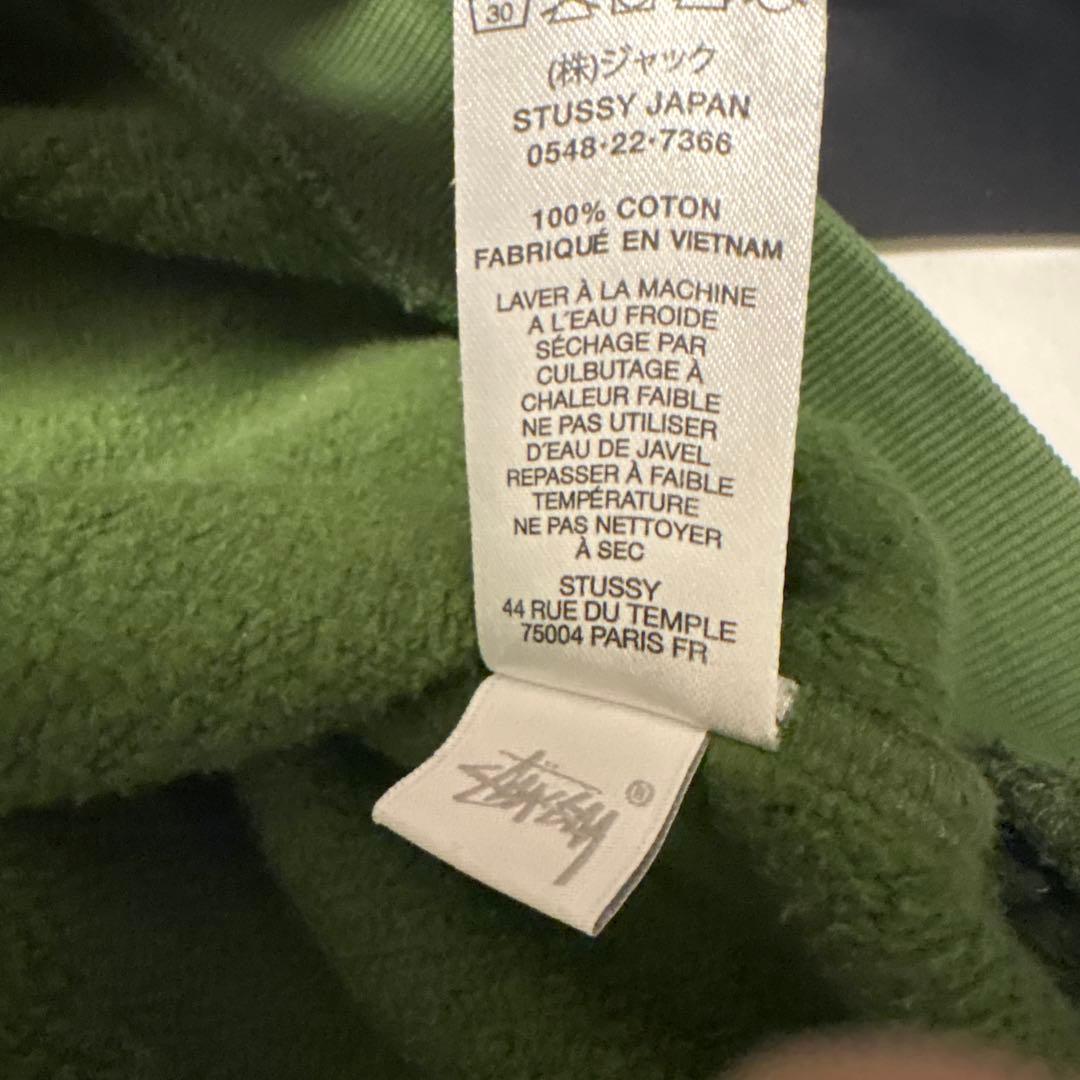 30
(株)ジャック
STUSSY JAPAN
0548·22·7366
100% COTON
FABRIQUÉ EN VIETNAM
LAVER À LA MACHINE
A L'EAU FROIDE
SÉCHAGE PAR
CULBUTAGE À
CHALEUR FAIBLE
NE PAS UTILISER
D'EAU DE JAVEL
REPASSER À FAIBLE
TEMPÉRATURE
NE PAS NETTOYER
À SEC
STUSSY
44 RUE DU TEMPLE
75004 PARIS FR
STÜSSY ®